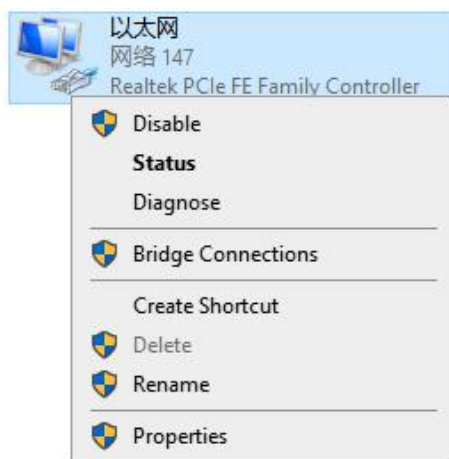 以太网
网络 147
Realtek PCIe FE Family Controller
Disable
Status
Diagnose
Bridge Connections
Create Shortcut
Delete
Rename
Properties